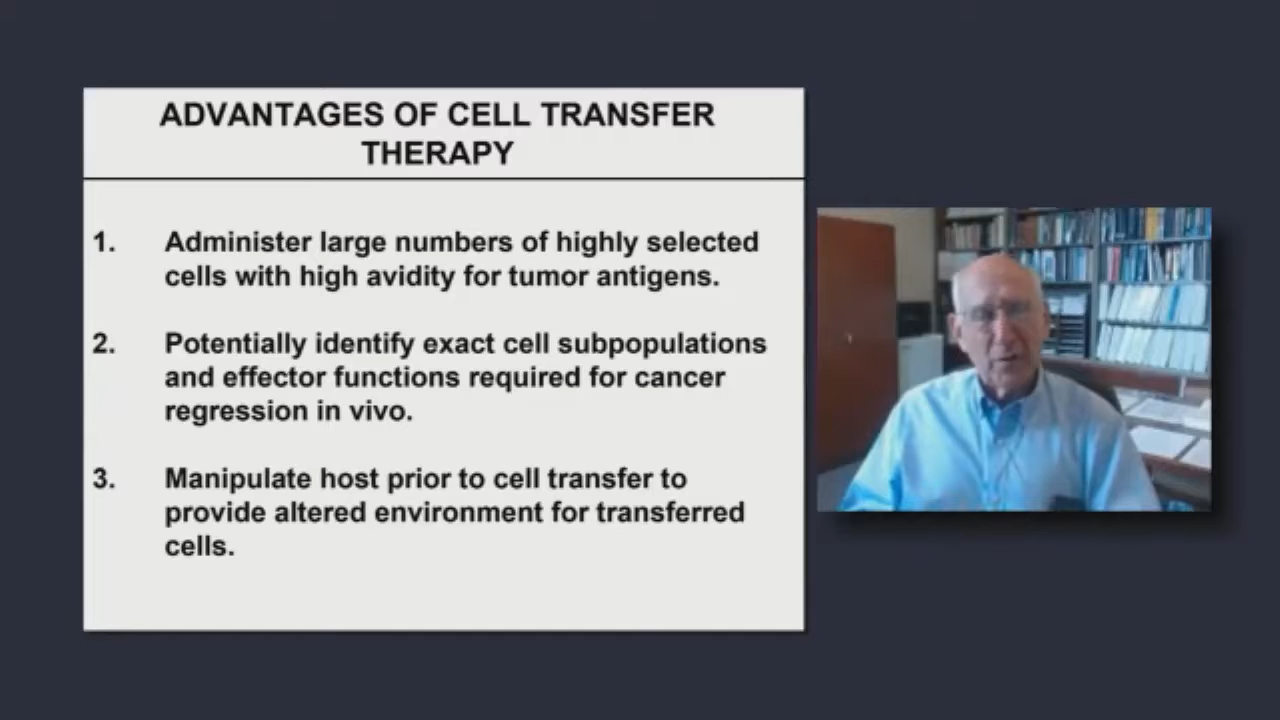 ADVANTAGES OF CELL TRANSFER
THERAPY
1. Administer large numbers of highly selected
cells with high avidity for tumor antigens.
2. Potentially identify exact cell subpopulations
and effector functions required for cancer
regression in vivo.
3. Manipulate host prior to cell transfer to
provide altered environment for transferred
cells.